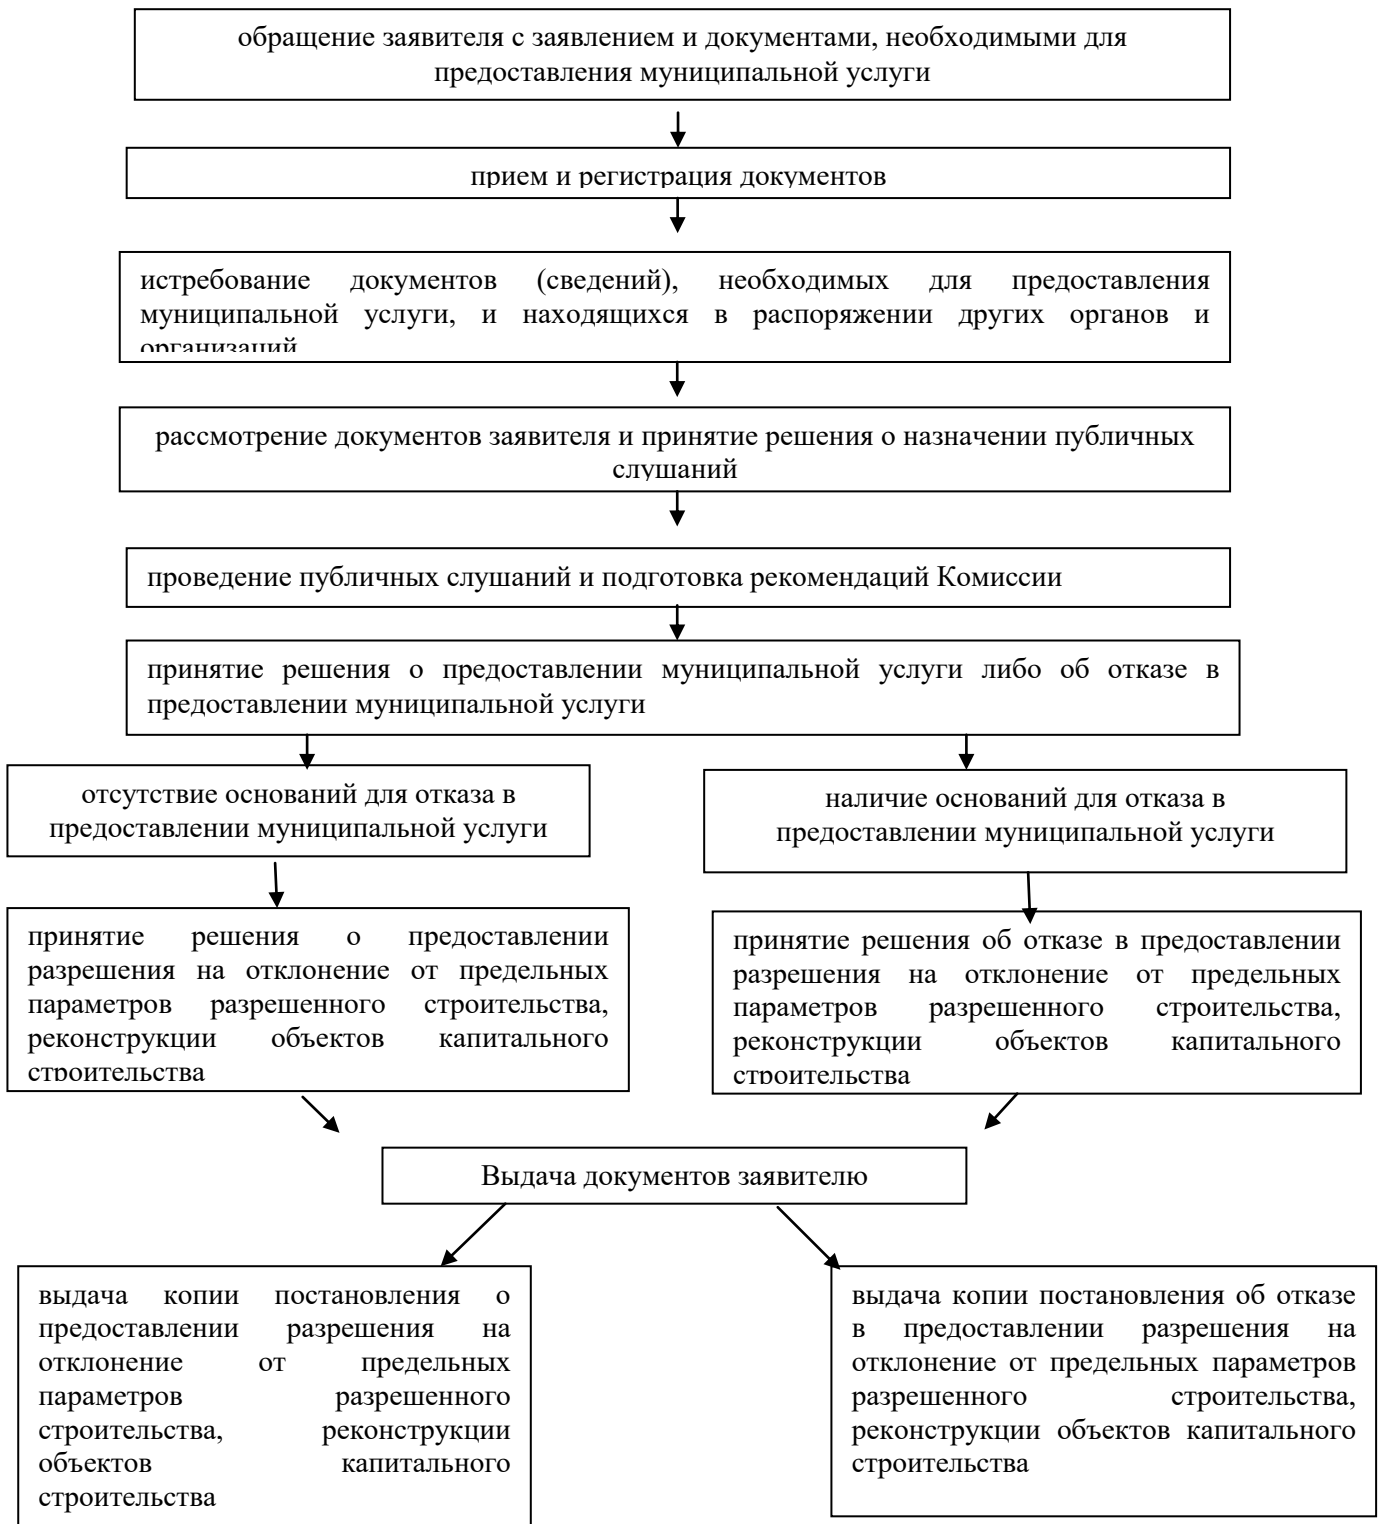 обращение заявителя с заявлением и документами, необходимыми для
предоставления муниципальной услуги
прием и регистрация документов
истребование документов (сведений), необходимых для предоставления
муниципальной услуги, и находящихся в распоряжении других органов и
организаций
рассмотрение документов заявителя и принятие решения о назначении публичных
слушаний
проведение публичных слушаний и подготовка рекомендаций Комиссии
принятие решения о предоставлении муниципальной услуги либо об отказе в
предоставлении муниципальной услуги
отсутствие оснований для отказа в
предоставлении муниципальной услуги
наличие оснований для отказа в
предоставлении муниципальной услуги
принятие решения о предоставлении
разрешения на отклонение от предельных
параметров разрешенного строительства,
реконструкции объектов капитального
строительства
принятие решения об отказе в предоставлении
разрешения на отклонение от предельных
параметров разрешенного строительства,
реконструкции объектов капитального
строительства
Выдача документов заявителю
выдача копии постановления о
предоставлении разрешения на
отклонение от предельных
параметров разрешенного
строительства, реконструкции
объектов капитального
строительства
выдача копии постановления об отказе
в предоставлении разрешения на
отклонение от предельных параметров
разрешенного строительства,
реконструкции объектов капитального
строительства